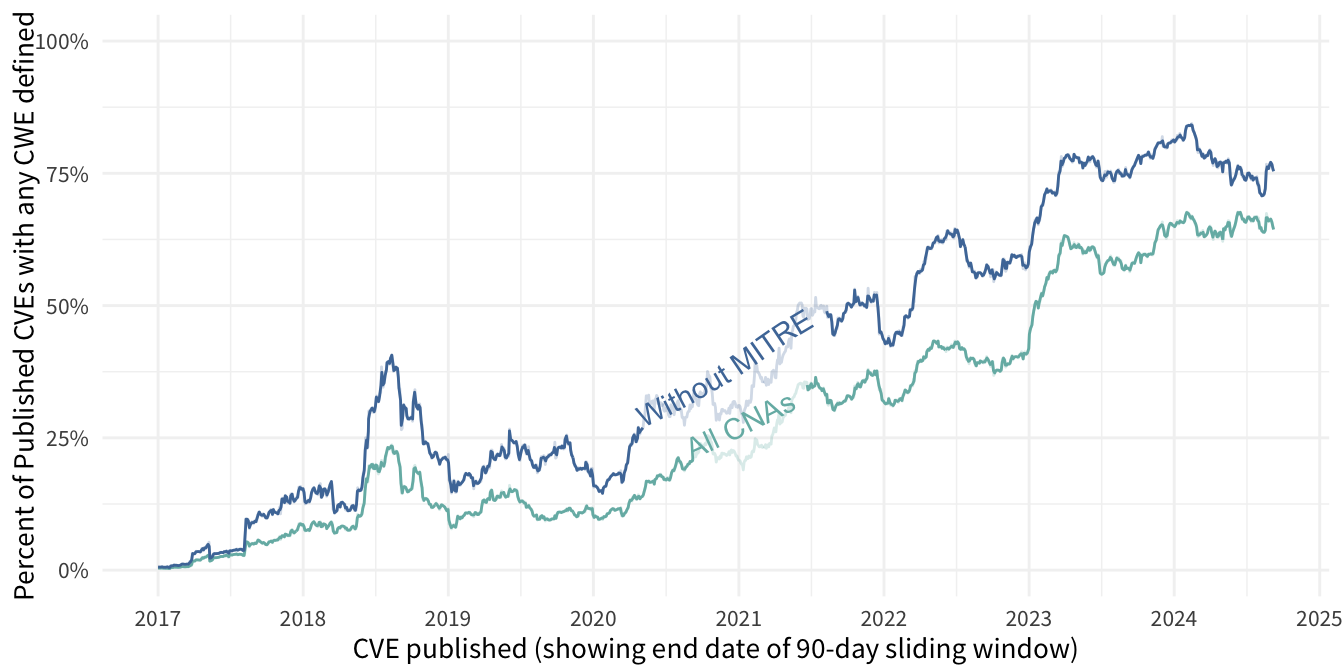 Percent of Published CVEs with any CWE defined
100%
75%
50%
25%
0%
Without MITRE
All CNAs
2017 2018 2019 2020 2021 2022 2023 2024 2025
CVE published (showing end date of 90-day sliding window)